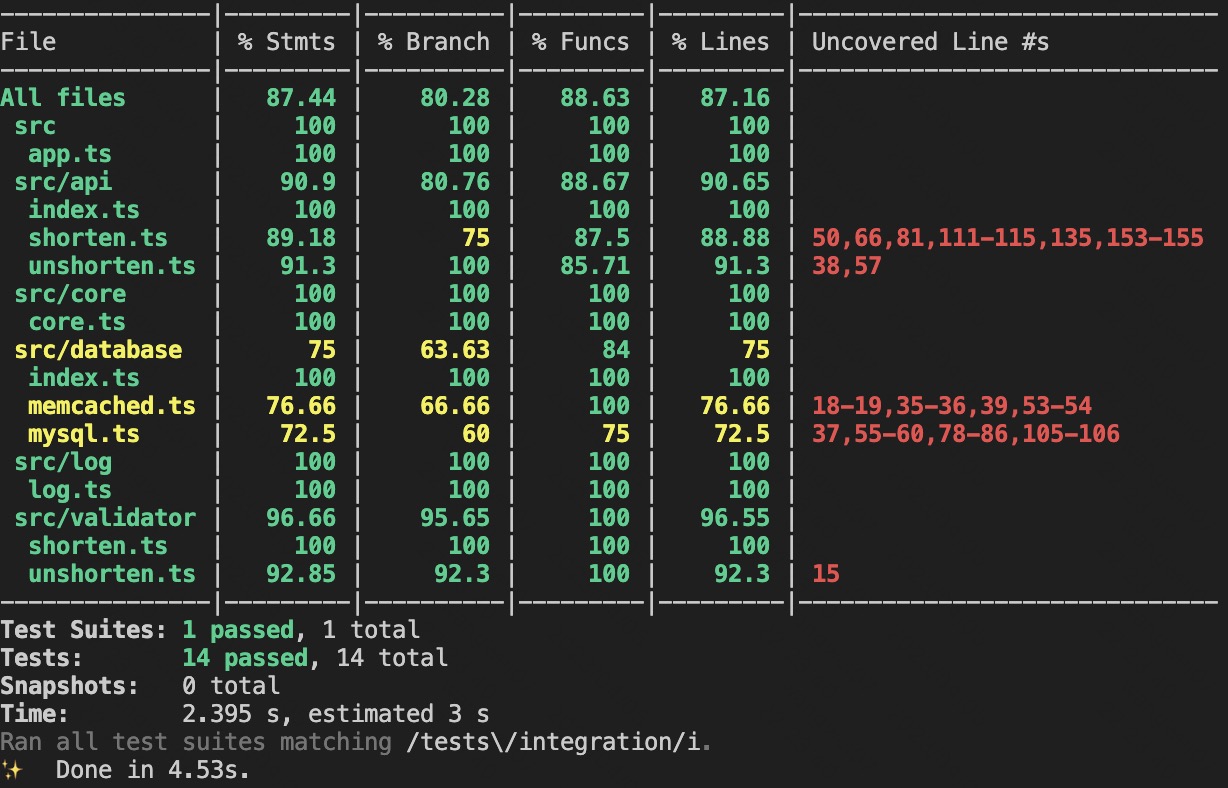 ---------------|---------|----------|---------|---------|------------------------------
File           | % Stmts | % Branch | % Funcs | % Lines | Uncovered Line #s
---------------|---------|----------|---------|---------|------------------------------
All files      |   87.44 |    80.28 |   88.63 |   87.16 |
 src           |     100 |      100 |     100 |     100 |
  app.ts       |     100 |      100 |     100 |     100 |
 src/api       |    90.9 |    80.76 |   88.67 |   90.65 |
  index.ts     |     100 |      100 |     100 |     100 |
  shorten.ts   |   89.18 |       75 |    87.5 |   88.88 | 50,66,81,111-115,135,153-155
  unshorten.ts |    91.3 |      100 |   85.71 |    91.3 | 38,57
 src/core      |     100 |      100 |     100 |     100 |
  core.ts      |     100 |      100 |     100 |     100 |
 src/database  |      75 |    63.63 |      84 |      75 |
  index.ts     |     100 |      100 |     100 |     100 |
  memcached.ts |   76.66 |    66.66 |     100 |   76.66 | 18-19,35-36,39,53-54
  mysql.ts     |    72.5 |       60 |      75 |    72.5 | 37,55-60,78-86,105-106
 src/log       |     100 |      100 |     100 |     100 |
  log.ts       |     100 |      100 |     100 |     100 |
 src/validator |   96.66 |    95.65 |     100 |   96.55 |
  shorten.ts   |     100 |      100 |     100 |     100 |
  unshorten.ts |   92.85 |     92.3 |     100 |    92.3 | 15
---------------|---------|----------|---------|---------|------------------------------
Test Suites: 1 passed, 1 total
Tests:       14 passed, 14 total
Snapshots:   0 total
Time:        2.395 s, estimated 3 s
Ran all test suites matching /tests\/integration/i.
✨  Done in 4.53s.